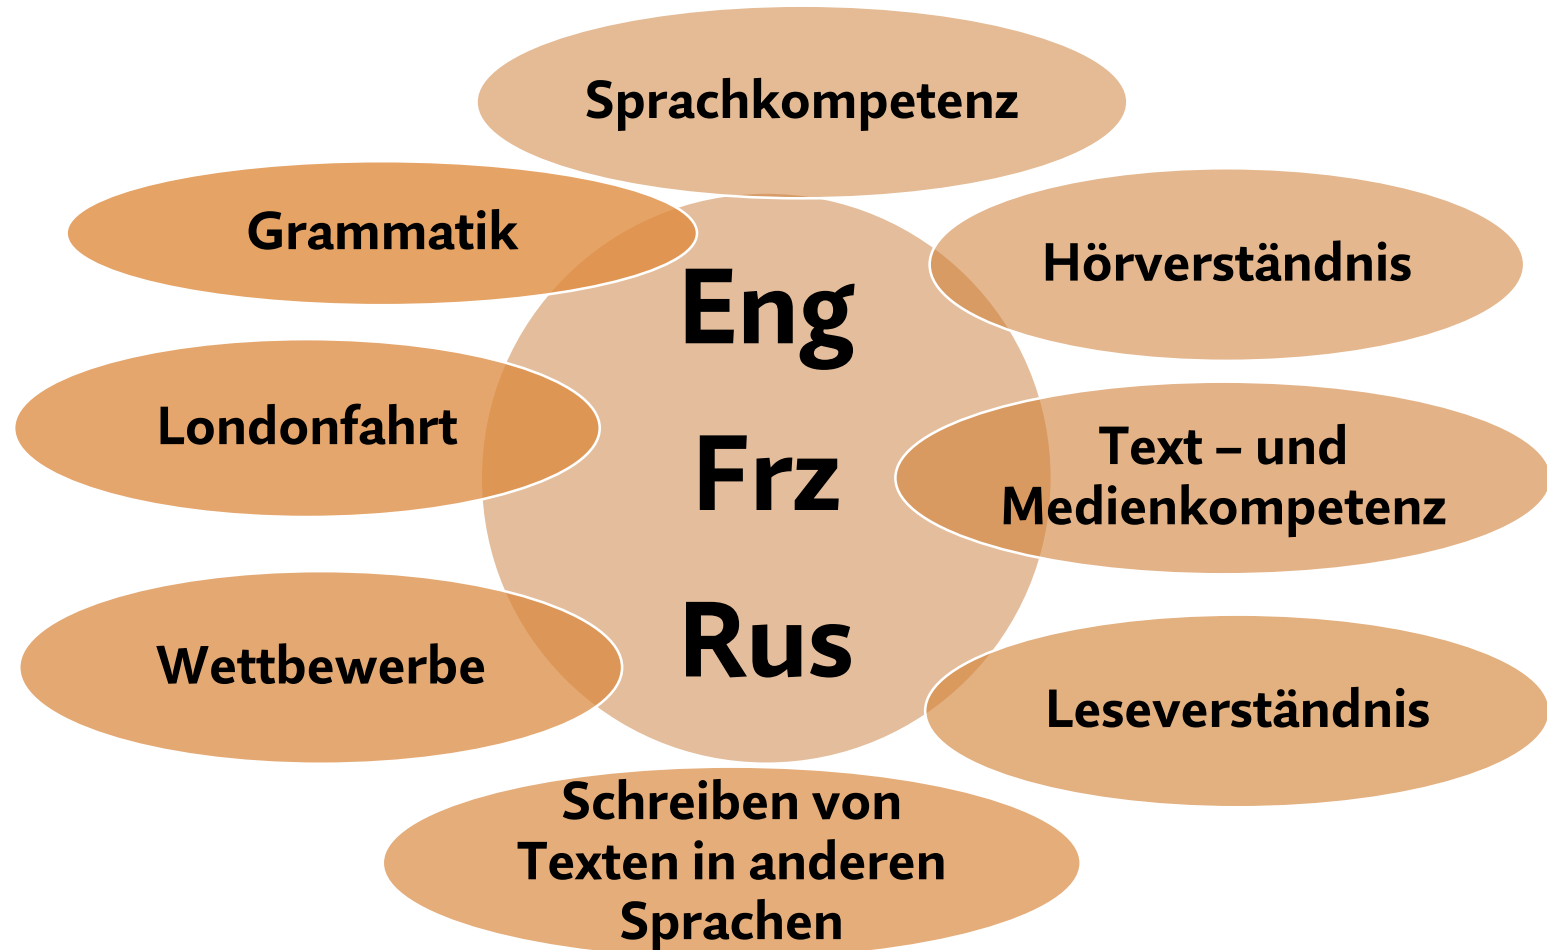 Sprachkompetenz
Grammatik
Hörverständnis
Eng
Londonfahrt
Text – und
Medienkompetenz
Frz
Wettbewerbe
Rus
Leseverständnis
Schreiben von
Texten in anderen
Sprachen